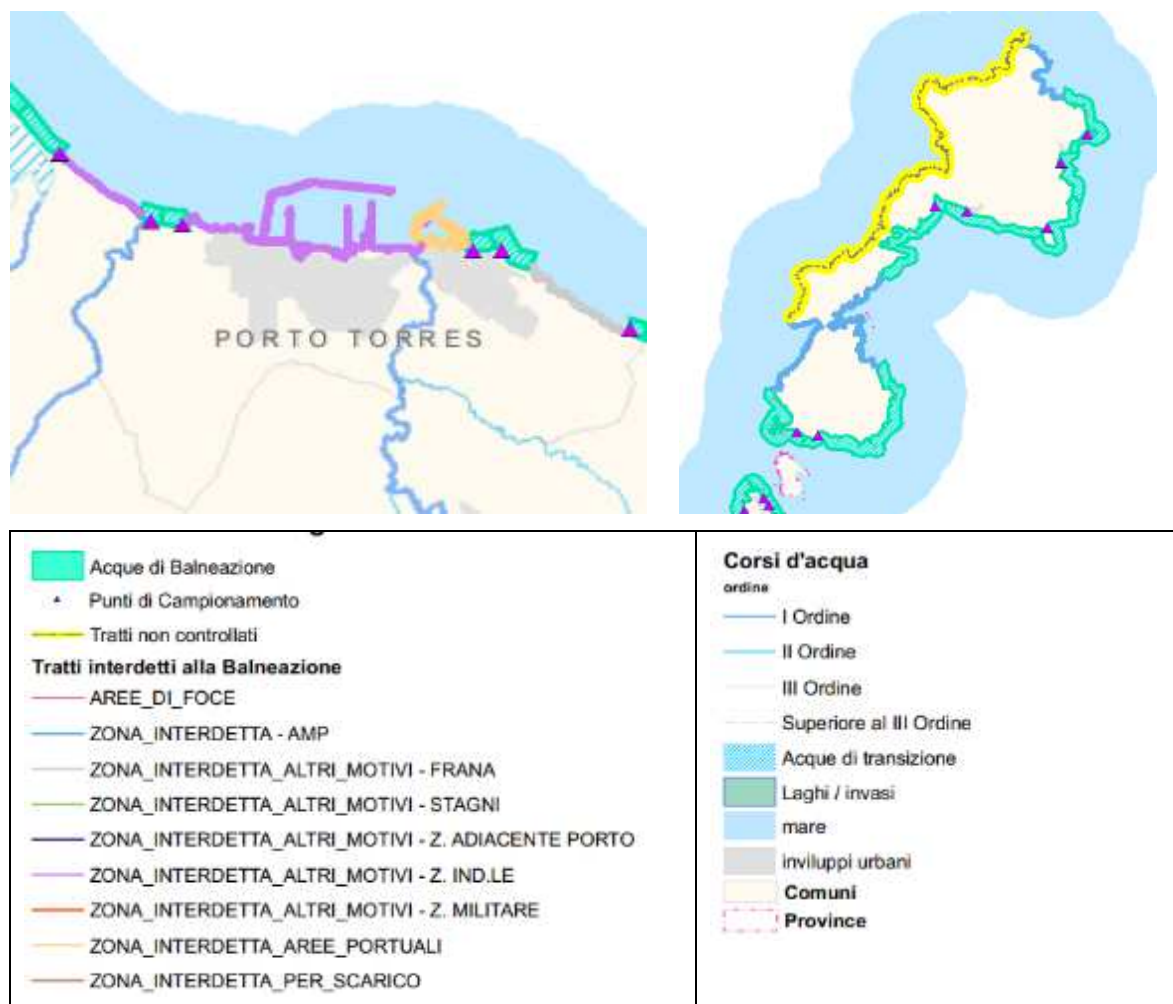 PORTO TORRES
Acque di Balneazione
Punti di Campionamento
Tratti non controllati
Tratti interdetti alla Balneazione
AREE_DI_FOCE
ZONA_INTERDETTA - AMP
ZONA_INTERDETTA_ALTRI_MOTIVI - FRANA
ZONA_INTERDETTA_ALTRI_MOTIVI - STAGNI
ZONA_INTERDETTA_ALTRI_MOTIVI - Z. ADIACENTE PORTO
ZONA_INTERDETTA_ALTRI_MOTIVI - Z. IND.LE
ZONA_INTERDETTA_ALTRI_MOTIVI - Z. MILITARE
ZONA_INTERDETTA_AREE_PORTUALI
ZONA_INTERDETTA_PER_SCARICO
Corsi d'acqua
ordine
I Ordine
II Ordine
III Ordine
Superiore al III Ordine
Acque di transizione
Laghi / invasi
mare
inviluppi urbani
Comuni
Province